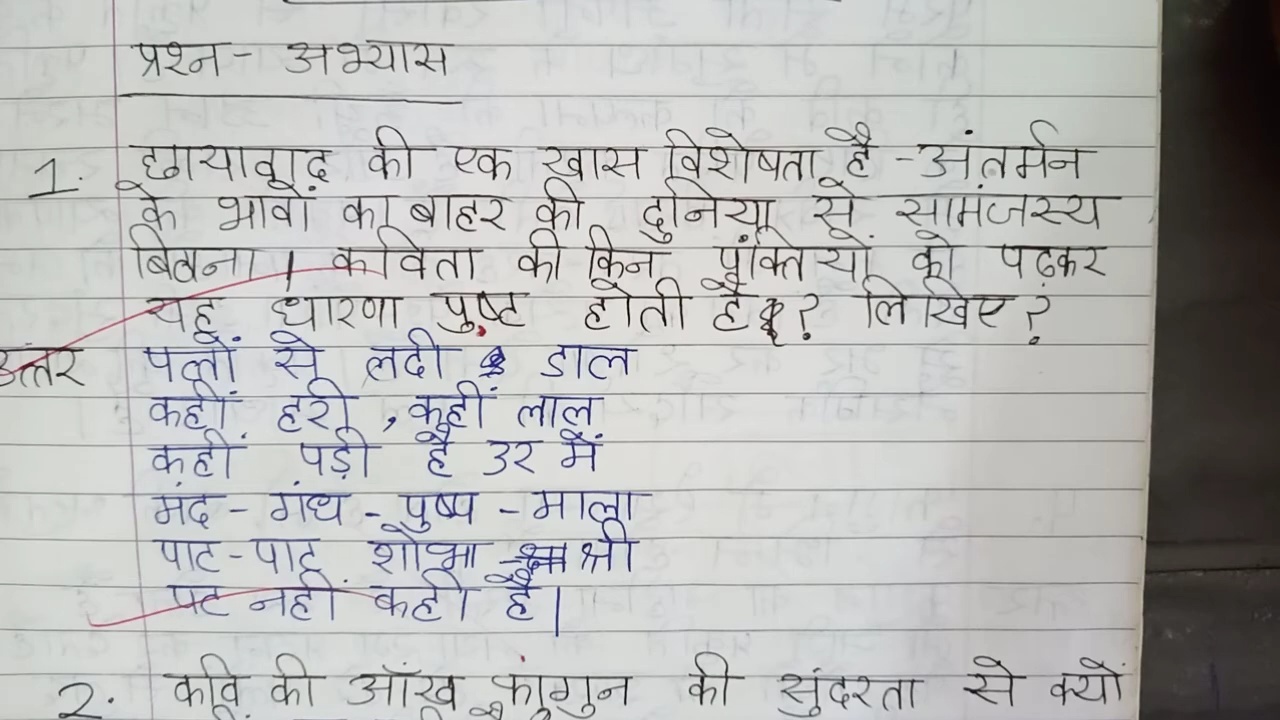 प्रश्न - अभ्यास
1. छायावाद की एक खास विशेषता है - अंतर्मन
के भावों का बाहर की दुनिया से सामंजस्य
बिठाना। कविता की किन पंक्तियों को पढ़कर
यह धारणा पुष्ट होती है? लिखिए?
उत्तर पत्तों से लदी डाल
कहीं हरी, कहीं लाल
कहीं पड़ी है उर में
मंद - गंध - पुष्प - माला
पाट - पाट शोभा श्री
पट नहीं कही है।
2. कवि की आँख फागुन की सुंदरता से क्यों